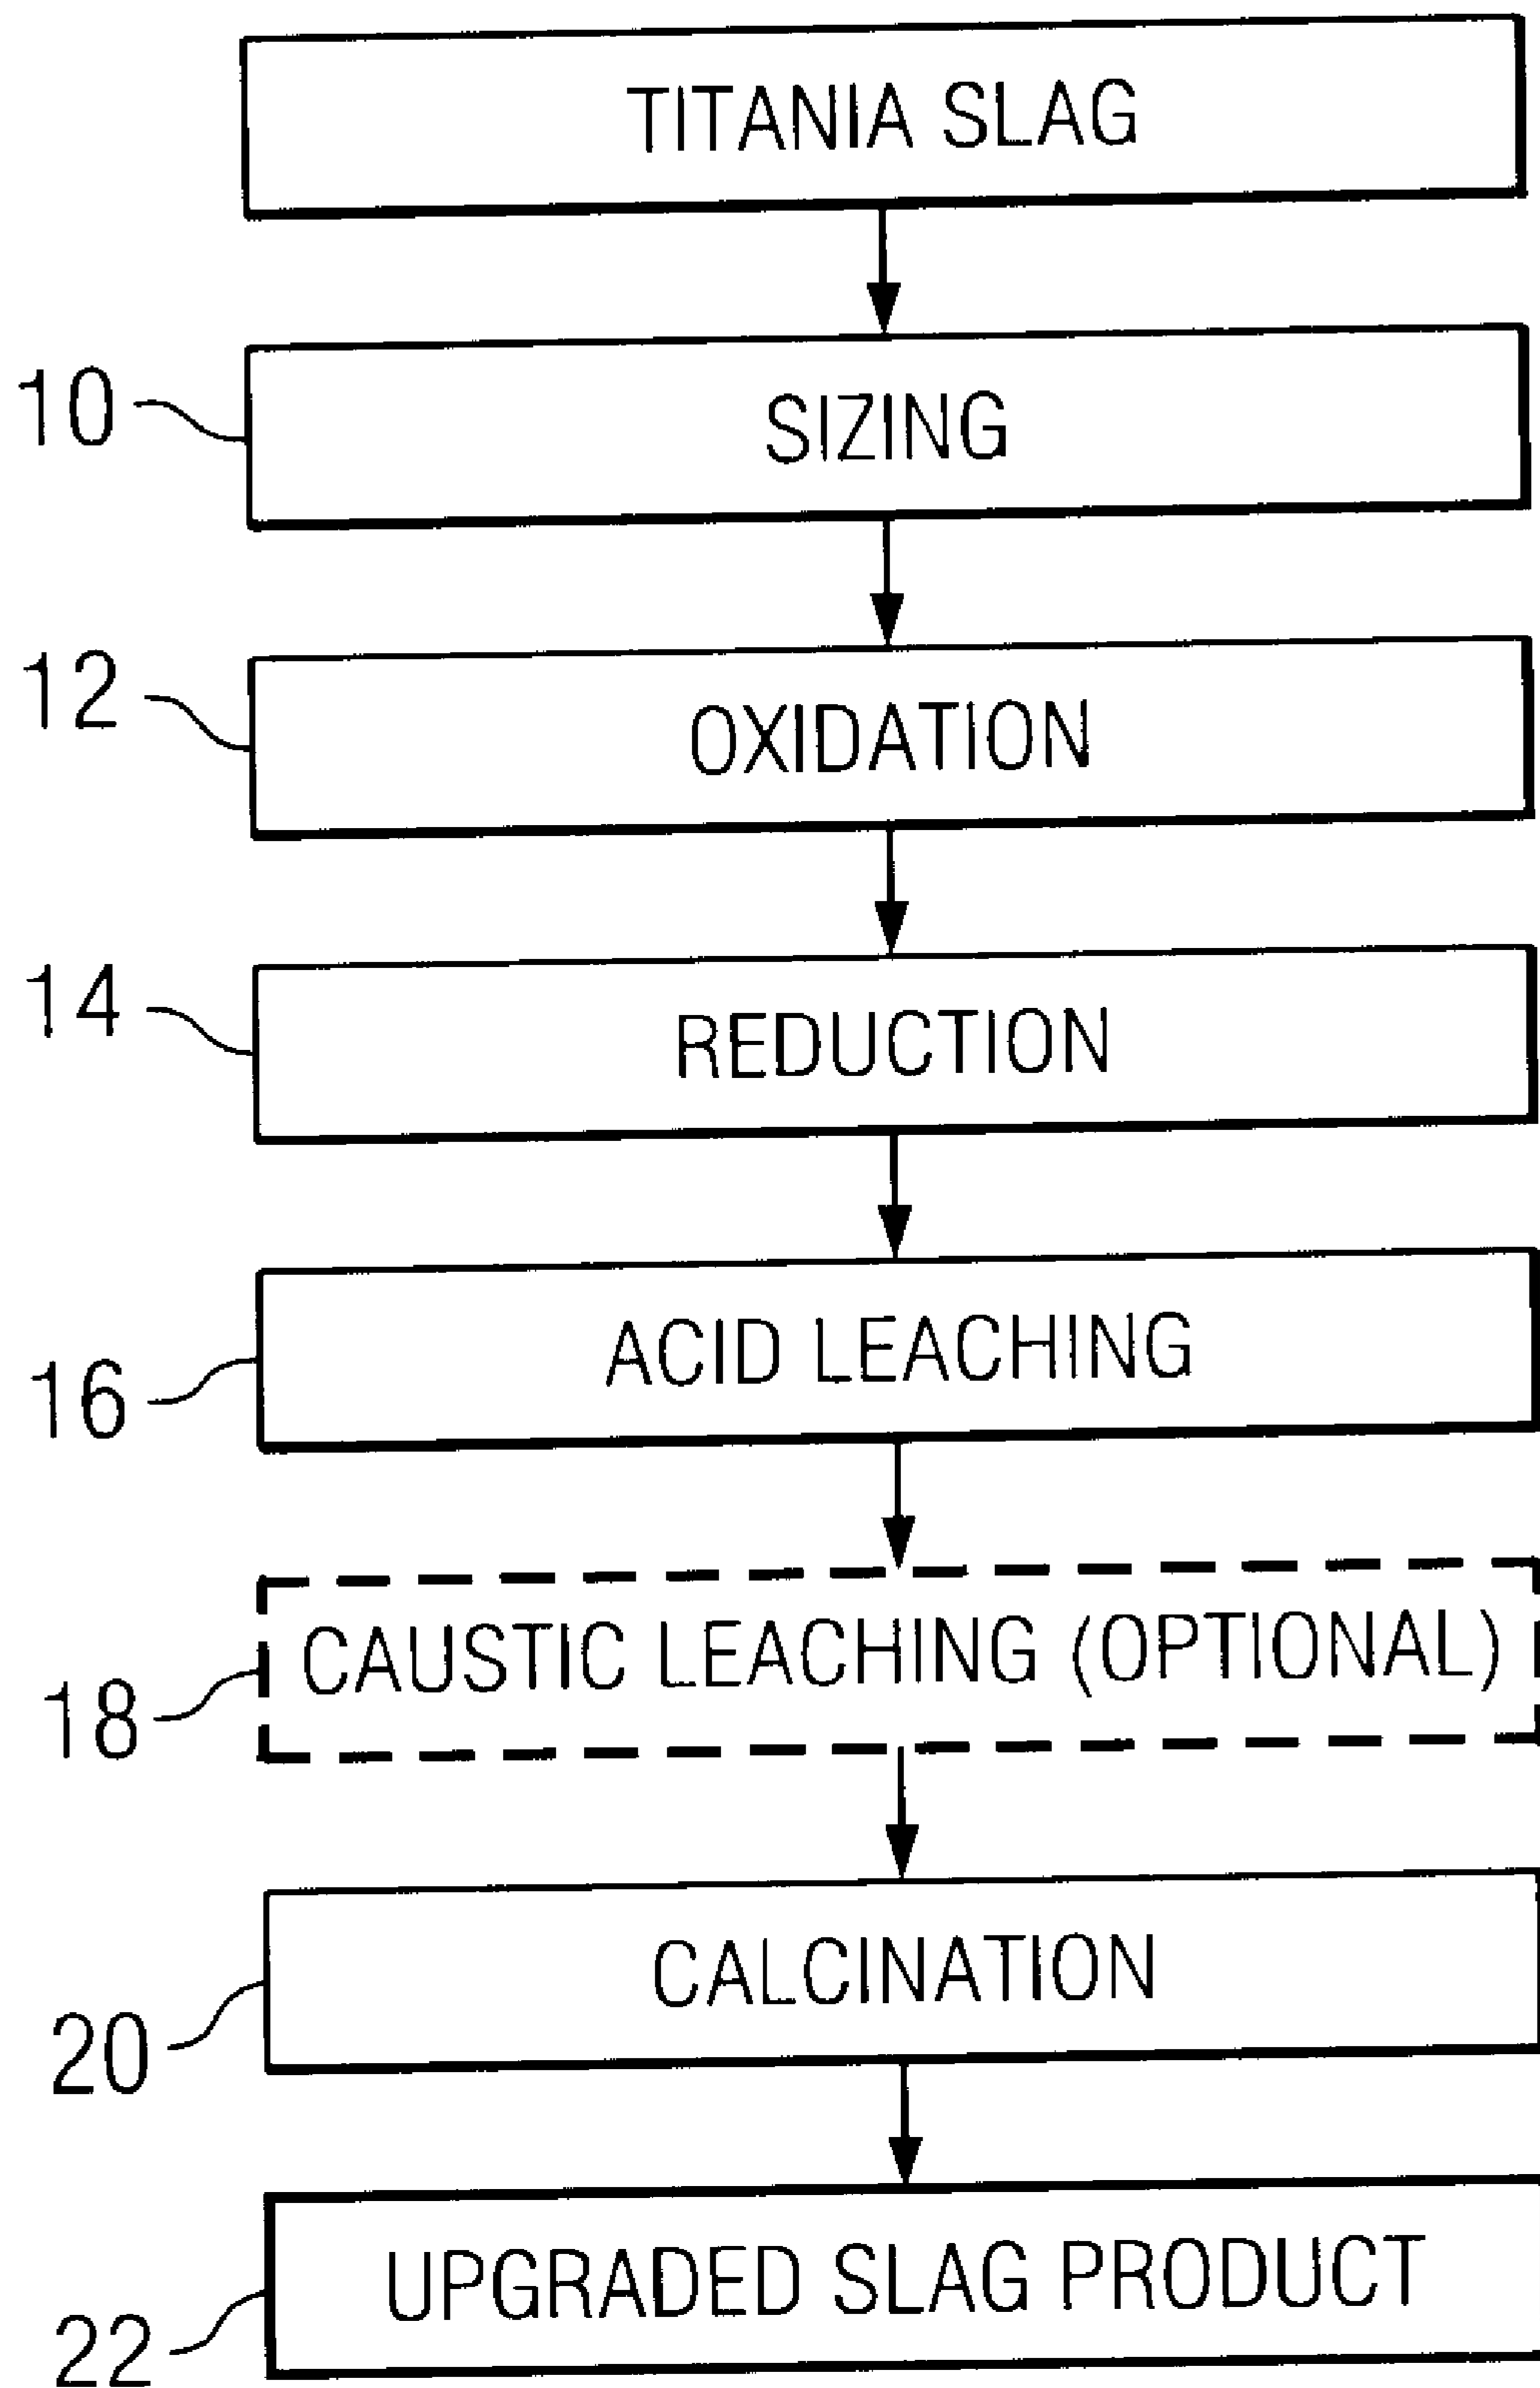 TITANIA SLAG
10
SIZING
12
OXIDATION
14
REDUCTION
16
ACID LEACHING
18
CAUSTIC LEACHING (OPTIONAL)
20
CALCINATION
22
UPGRADED SLAG PRODUCT